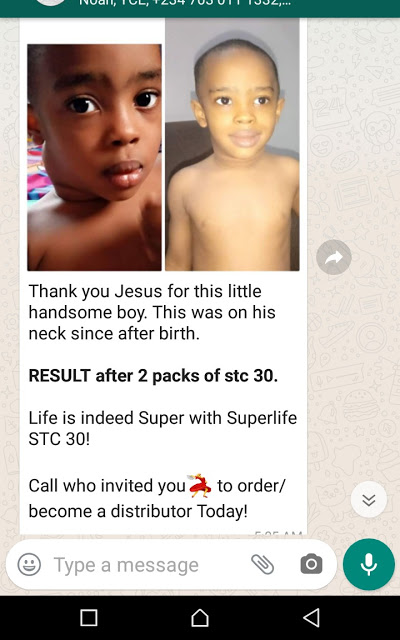 Noah, YCE, +234 703 011 1332,...
Thank you Jesus for this little
handsome boy. This was on his
neck since after birth.
RESULT after 2 packs of stc 30.
Life is indeed Super with Superlife
STC 30!
Call who invited you💃 to order/
become a distributor Today!
5:25 AM
Type a message